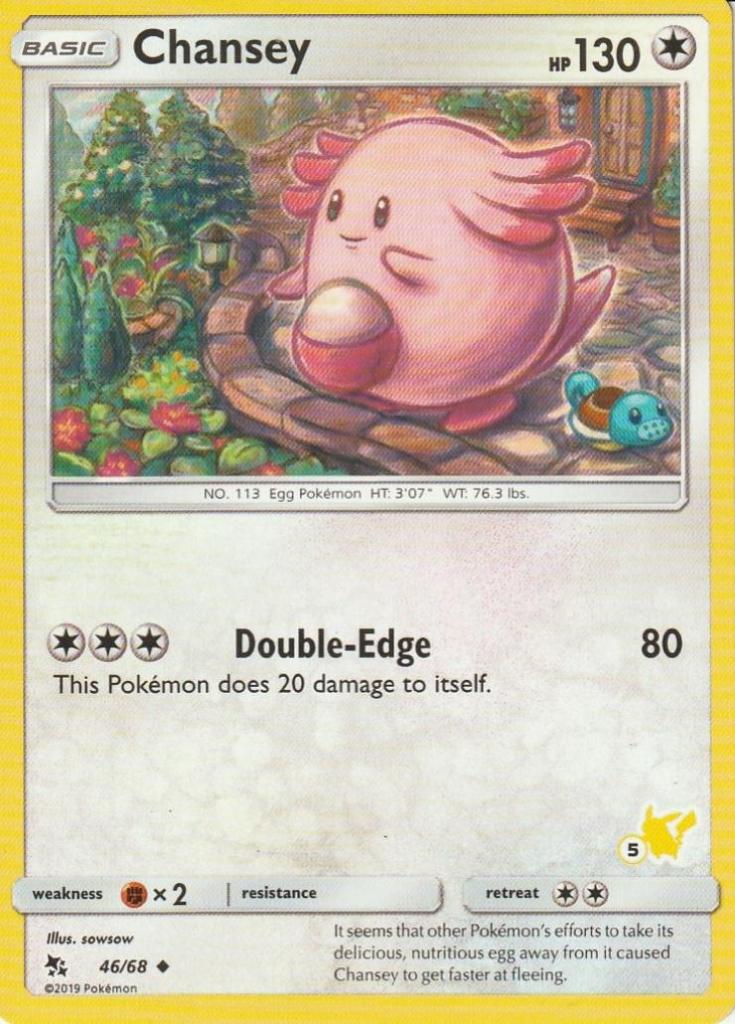 BASIC Chansey HP 130
NO. 113 Egg Pokémon HT: 3'07" WT: 76.3 lbs.
Double-Edge 80
This Pokémon does 20 damage to itself.
5
weakness ×2 resistance retreat
Illus. sowsow
46/68
©2019 Pokémon
It seems that other Pokémon's efforts to take its
delicious, nutritious egg away from it caused
Chansey to get faster at fleeing.